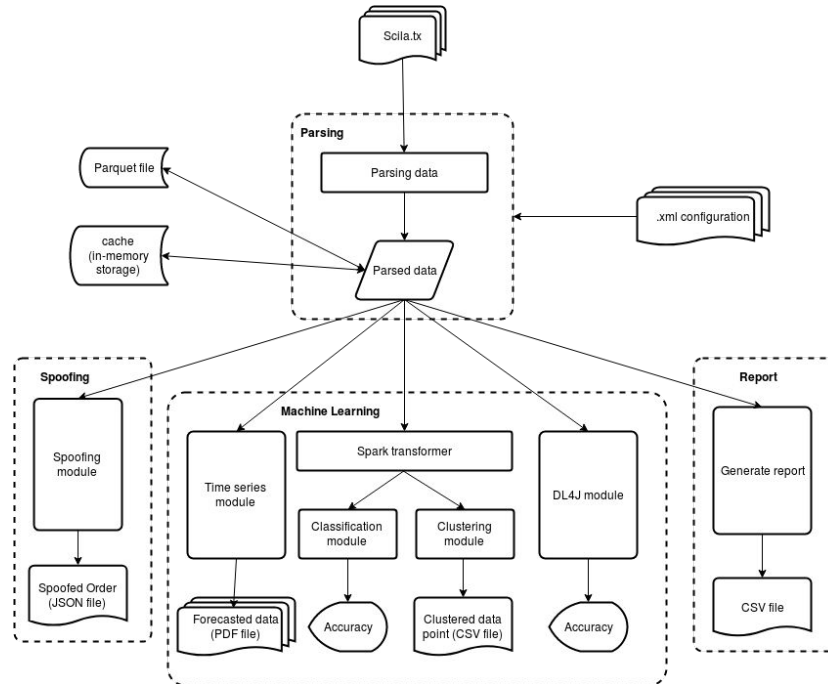 Scila.tx
Parsing
Parsing data
Parquet file
.xml configuration
cache
(in-memory
storage)
Parsed data
Spoofing
Report
Machine Learning
Spoofing
module
Time series
module
Spark transformer
DL4J module
Generate report
Classification
module
Clustering
module
Spoofed Order
(JSON file)
Forecasted data
(PDF file)
Accuracy
Clustered data
point (CSV file)
Accuracy
CSV file